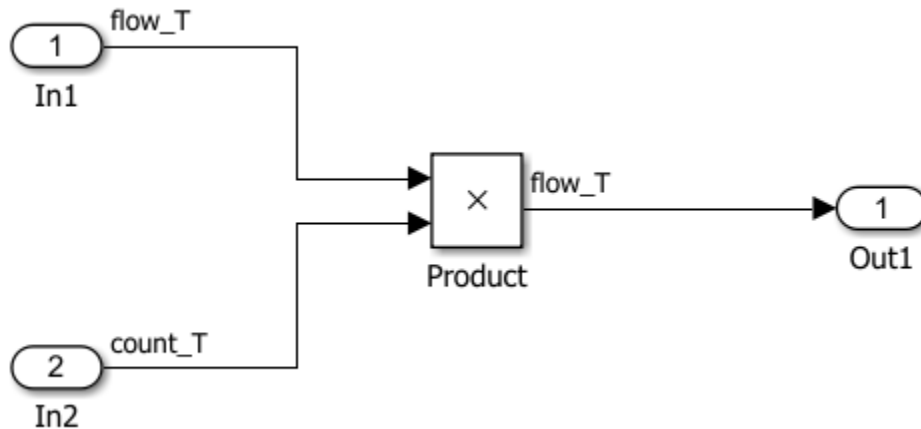 flow_T
1
In1
×
flow_T
Product
1
Out1
count_T
2
In2